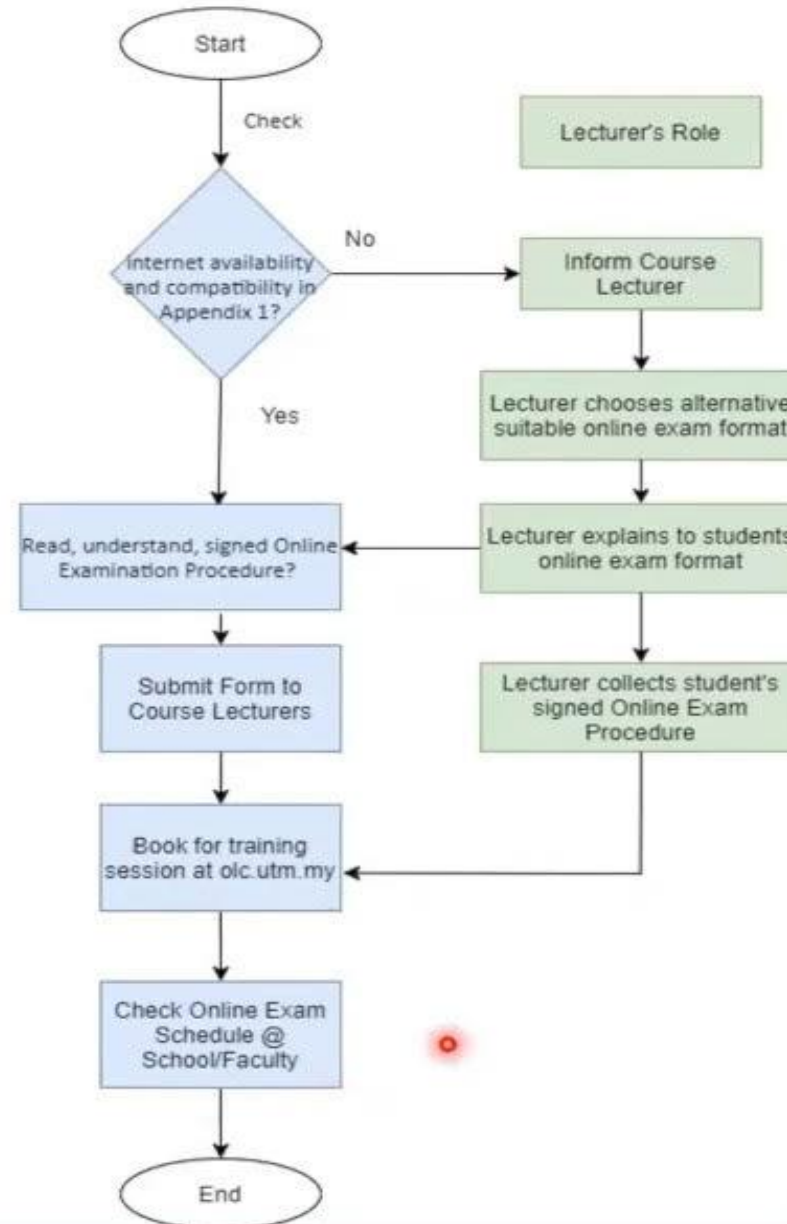 Start
Check
Lecturer's Role
No
Internet availability
and compatibility in
Appendix 1?
Inform Course
Lecturer
Yes
Lecturer chooses alternative
suitable online exam format
Read, understand, signed Online
Examination Procedure?
Lecturer explains to students
online exam format
Submit Form to
Course Lecturers
Lecturer collects student's
signed Online Exam
Procedure
Book for training
session at olc.utm.my
Check Online Exam
Schedule @
School/Faculty
End